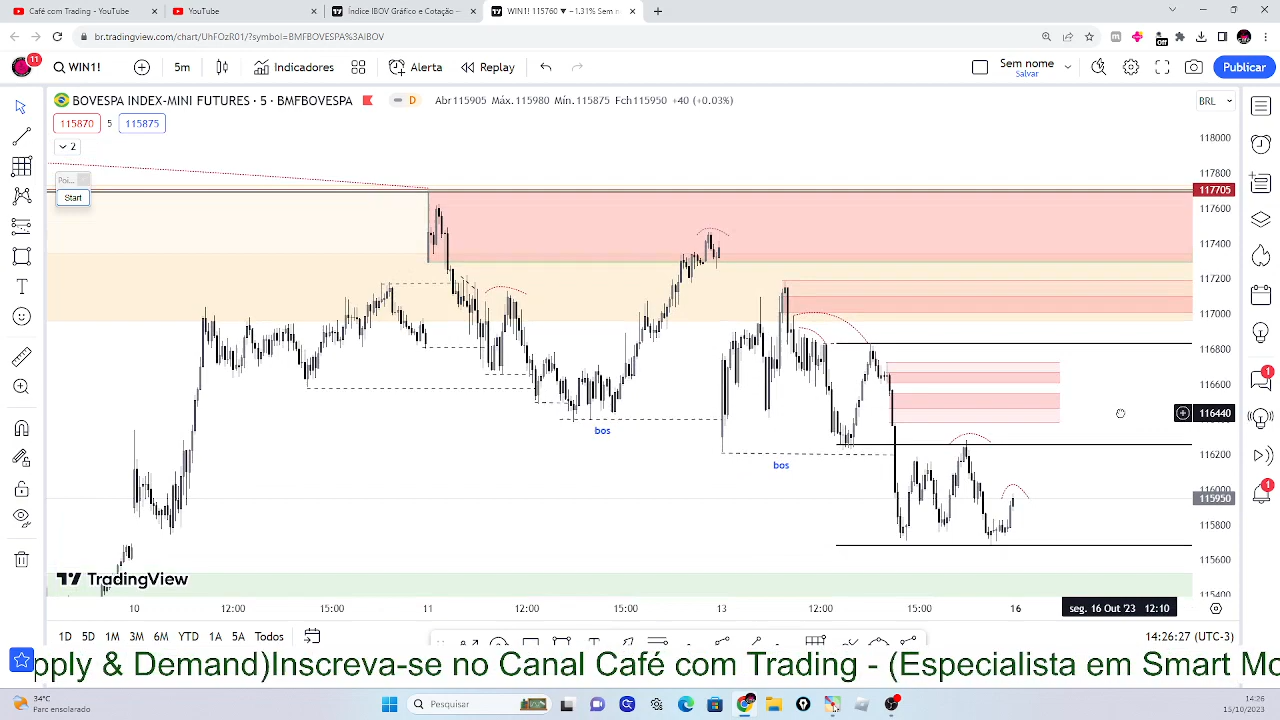 Café com Trading - YouTube
YouTube
Índice IBOV Gráfico e Cotação —
WIN1! 115760 ▼ −1.31% Sem n
br.tradingview.com/chart/UhFOzR01/?symbol=BMFBOVESPA%3AIBOV
Off
11
WIN1!
5m
Indicadores
Alerta
Replay
Sem nome
Salvar
Publicar
BOVESPA INDEX-MINI FUTURES · 5 · BMFBOVESPA
D
Abr115905 Máx.115980 Mín.115875 Fch115950 +40 (+0.03%)
BRL
115870
5
115875
2
Poi...
Start
118000
117800
117705
117600
117400
117200
117000
116800
116600
116440
116200
116000
115950
115800
115600
115400
bos
bos
1
1
TradingView
10
12:00
15:00
11
12:00
15:00
13
12:00
15:00
16
seg. 16 Out '23 12:10
1D 5D 1M 3M 6M YTD 1A 5A Todos
14:26:27 (UTC-3)
pply & Demand)Inscreva-se no Canal Café com Trading - (Especialista em Smart Mo
34°C
Parc ensolarado
Pesquisar
14:26
15/10/2023